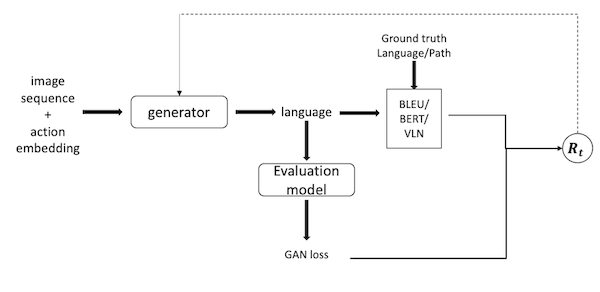 image
sequence
+
action
embedding
generator
language
Ground truth
Language/Path
BLEU/
BERT/
VLN
Evaluation
model
GAN loss
R_t